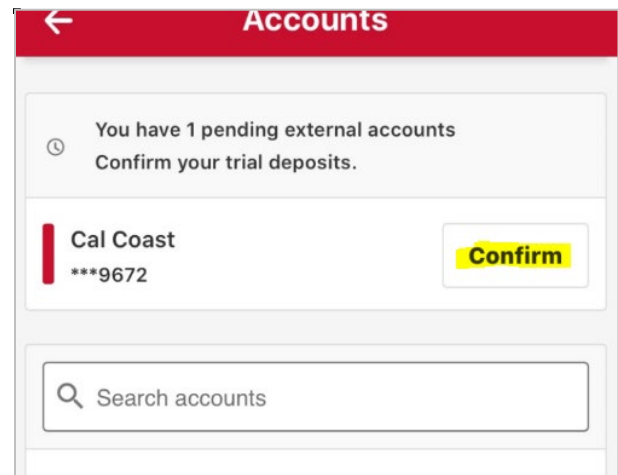 Accounts
You have 1 pending external accounts
Confirm your trial deposits.
Cal Coast
***9672
Confirm
Search accounts